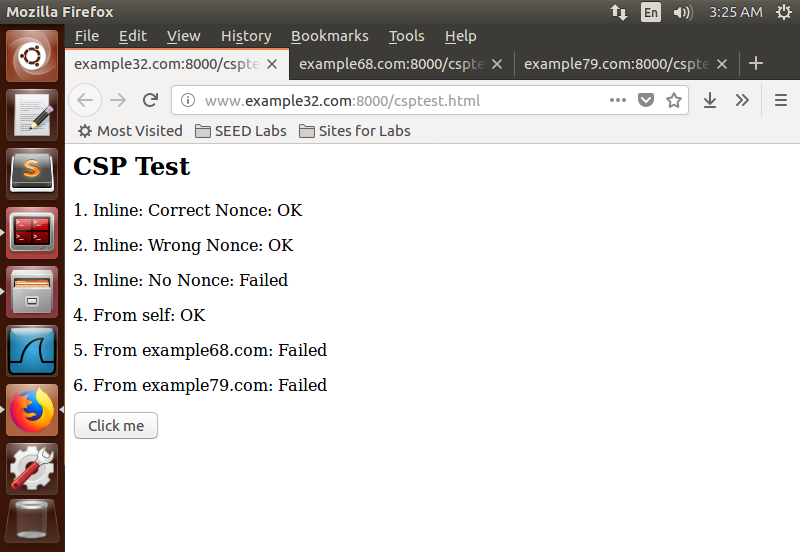 Mozilla Firefox En 3:25 AM
File Edit View History Bookmarks Tools Help
example32.com:8000/cspte example68.com:8000/cspte example79.com:8000/cspte
www.example32.com:8000/csptest.html
Most Visited SEED Labs Sites for Labs
CSP Test
1. Inline: Correct Nonce: OK
2. Inline: Wrong Nonce: OK
3. Inline: No Nonce: Failed
4. From self: OK
5. From example68.com: Failed
6. From example79.com: Failed
Click me